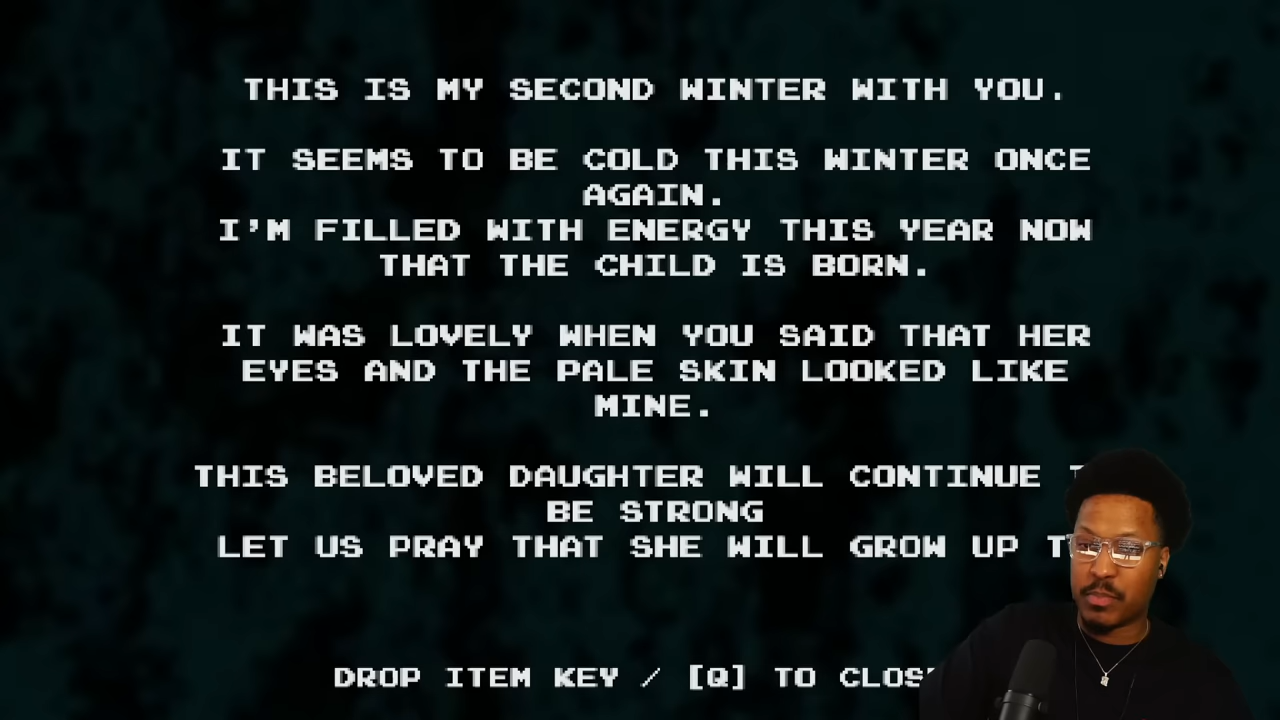 THIS IS MY SECOND WINTER WITH YOU.
IT SEEMS TO BE COLD THIS WINTER ONCE
AGAIN.
I'M FILLED WITH ENERGY THIS YEAR NOW
THAT THE CHILD IS BORN.
IT WAS LOVELY WHEN YOU SAID THAT HER
EYES AND THE PALE SKIN LOOKED LIKE
MINE.
THIS BELOVED DAUGHTER WILL CONTINUE
BE STRONG
LET US PRAY THAT SHE WILL GROW UP
DROP ITEM KEY / [Q] TO